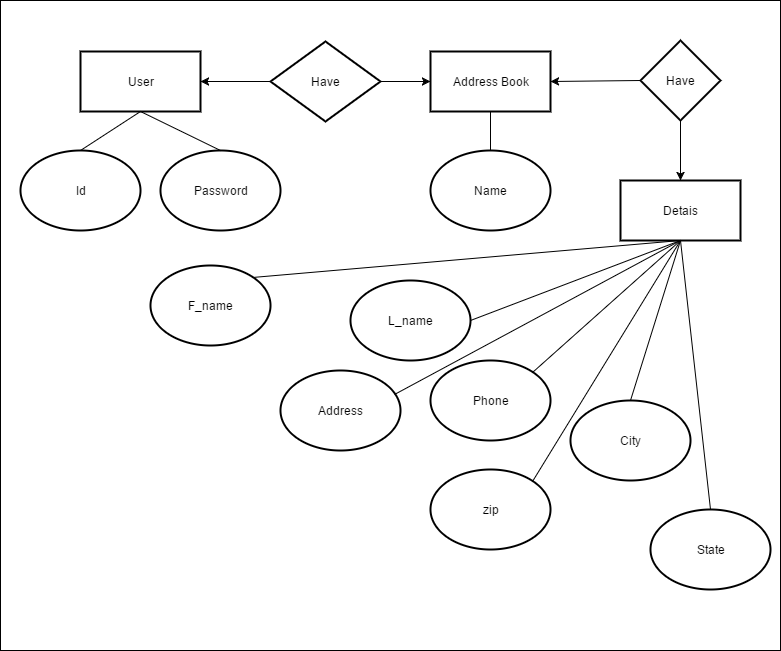 User
Have
Address Book
Have
Id
Password
Name
Detais
F_name
L_name
Address
Phone
City
zip
State